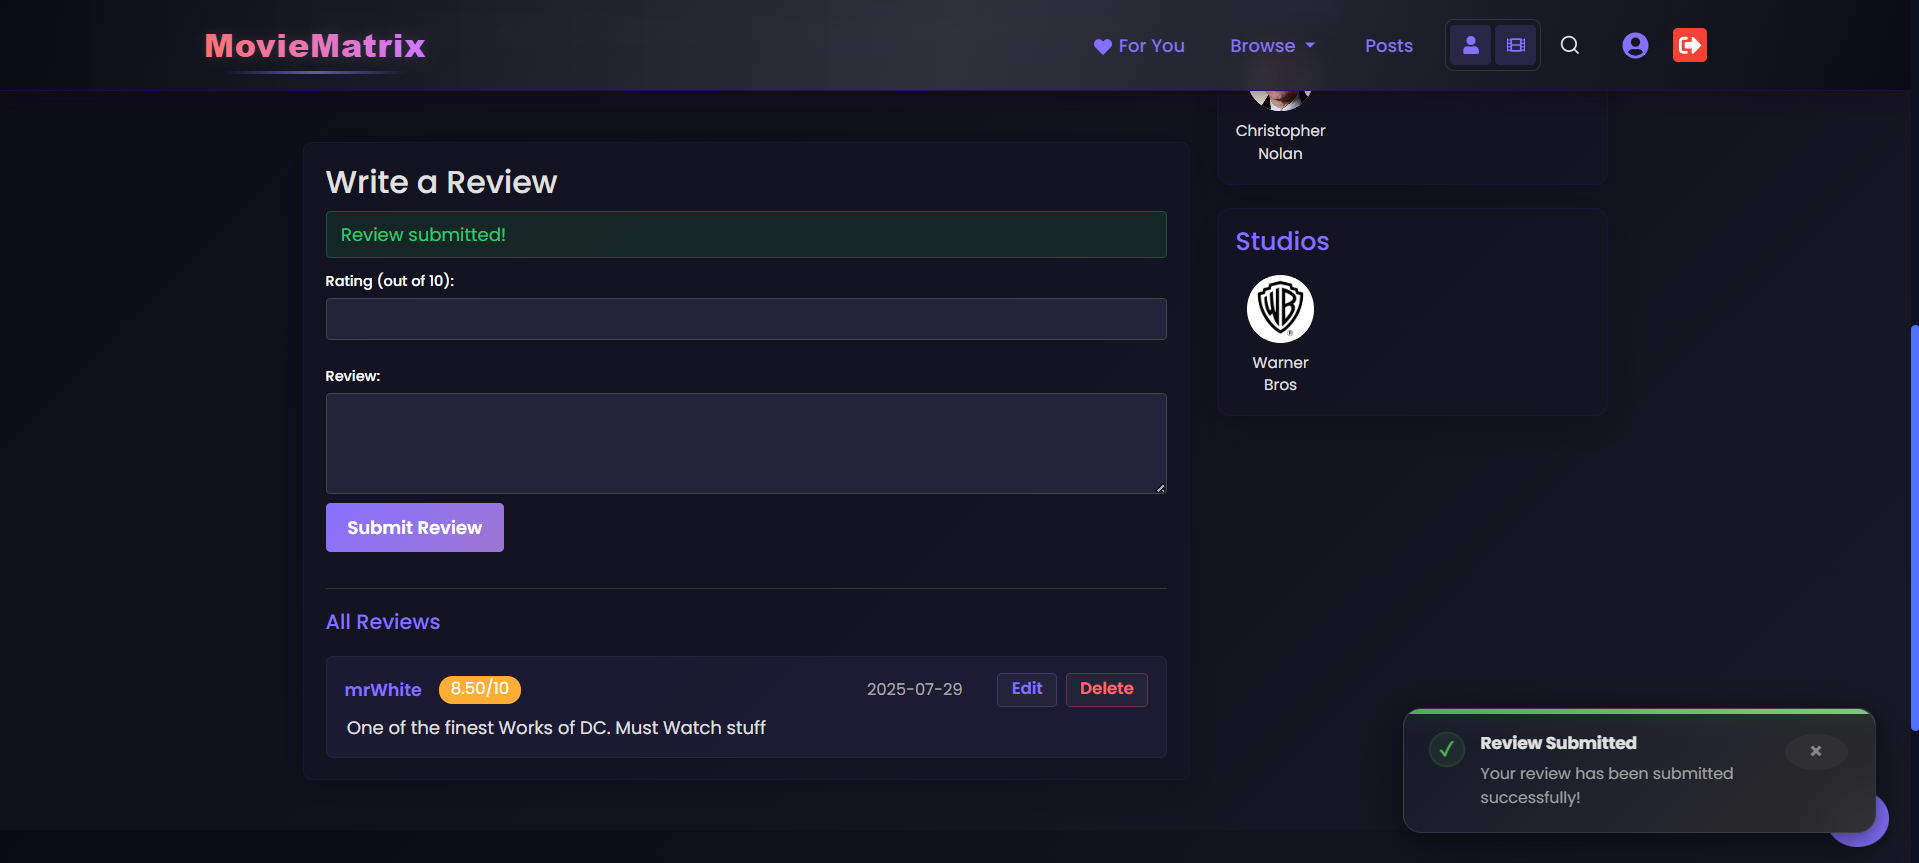 MovieMatrix
For You
Browse
Posts
Christopher
Nolan
Write a Review
Review submitted!
Rating (out of 10):
Review:
Submit Review
All Reviews
mrWhite
8.50/10
2025-07-29
Edit
Delete
One of the finest Works of DC. Must Watch stuff
Studios
WB
Warner
Bros
Review Submitted
Your review has been submitted
successfully!